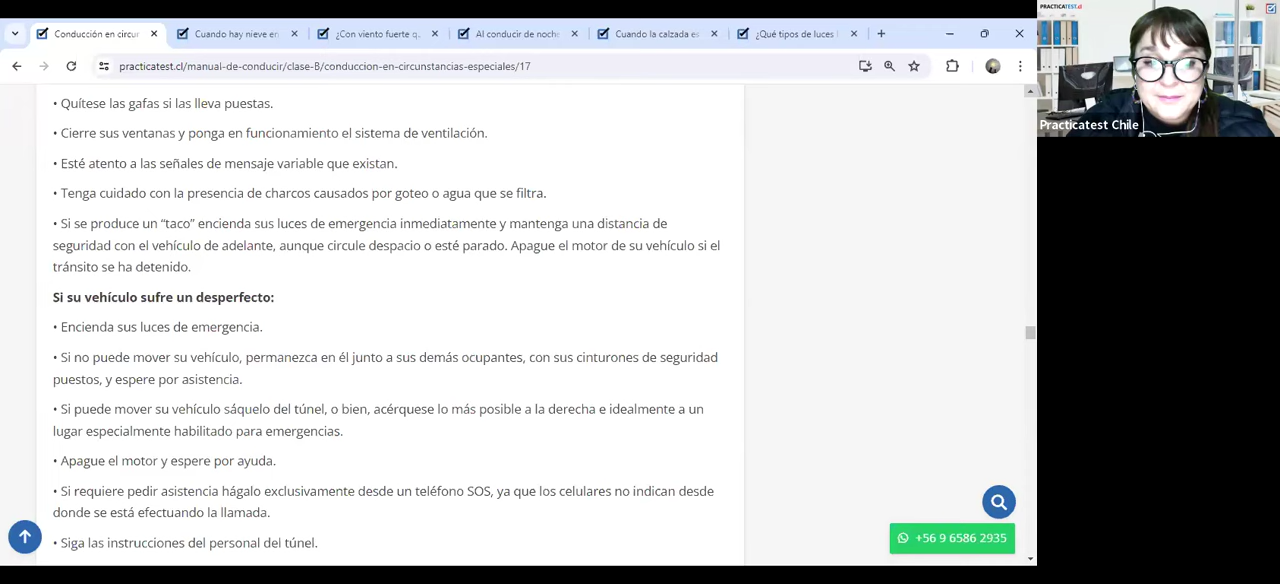 Conducción en circur
Cuando hay nieve en
¿Con viento fuerte q
Al conducir de noche
Cuando la calzada es
¿Qué tipos de luces l
practicatest.cl/manual-de-conducir/clase-B/conduccion-en-circunstancias-especiales/17
PRACTICATEST.cl
Practicatest Chile
• Quítese las gafas si las lleva puestas.
• Cierre sus ventanas y ponga en funcionamiento el sistema de ventilación.
• Esté atento a las señales de mensaje variable que existan.
• Tenga cuidado con la presencia de charcos causados por goteo o agua que se filtra.
• Si se produce un “taco” encienda sus luces de emergencia inmediatamente y mantenga una distancia de
seguridad con el vehículo de adelante, aunque circule despacio o esté parado. Apague el motor de su vehículo si el
tránsito se ha detenido.
Si su vehículo sufre un desperfecto:
• Encienda sus luces de emergencia.
• Si no puede mover su vehículo, permanezca en él junto a sus demás ocupantes, con sus cinturones de seguridad
puestos, y espere por asistencia.
• Si puede mover su vehículo sáquelo del túnel, o bien, acérquese lo más posible a la derecha e idealmente a un
lugar especialmente habilitado para emergencias.
• Apague el motor y espere por ayuda.
• Si requiere pedir asistencia hágalo exclusivamente desde un teléfono SOS, ya que los celulares no indican desde
donde se está efectuando la llamada.
• Siga las instrucciones del personal del túnel.
+56 9 6586 2935